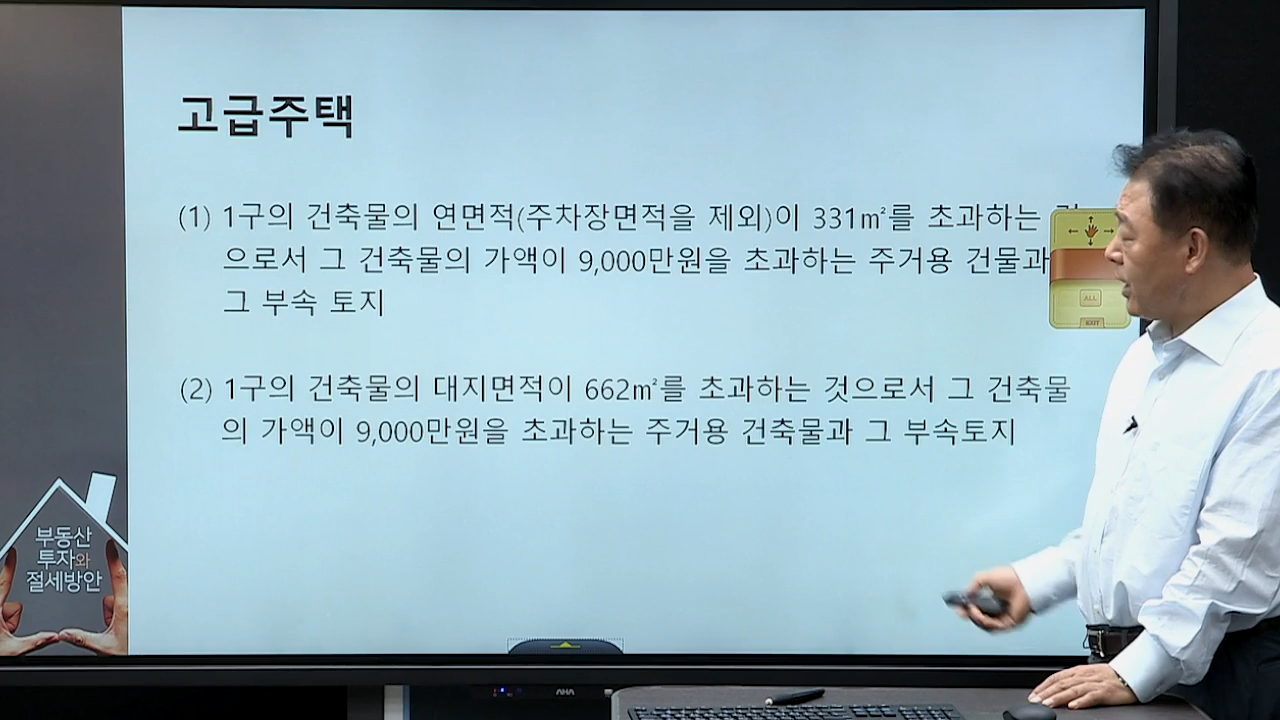 고급주택
(1) 1구의 건축물의 연면적(주차장면적을 제외)이 331㎡를 초과하는
으로서 그 건축물의 가액이 9,000만원을 초과하는 주거용 건물과
그 부속 토지
(2) 1구의 건축물의 대지면적이 662㎡를 초과하는 것으로서 그 건축물
의 가액이 9,000만원을 초과하는 주거용 건축물과 그 부속토지
ALL
EXIT
부동산
투자와
절세방안
AHA